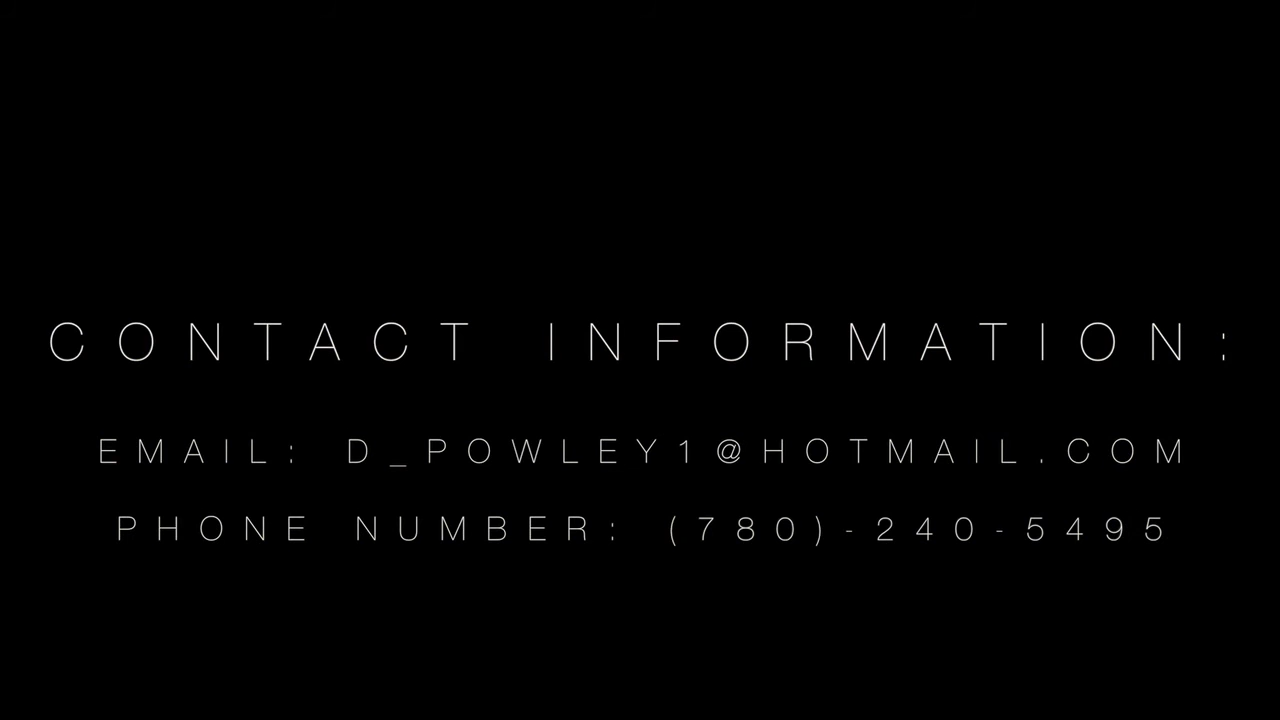 CONTACT INFORMATION:
EMAIL: D_POWLEY1@HOTMAIL.COM
PHONE NUMBER: (780)-240-5495